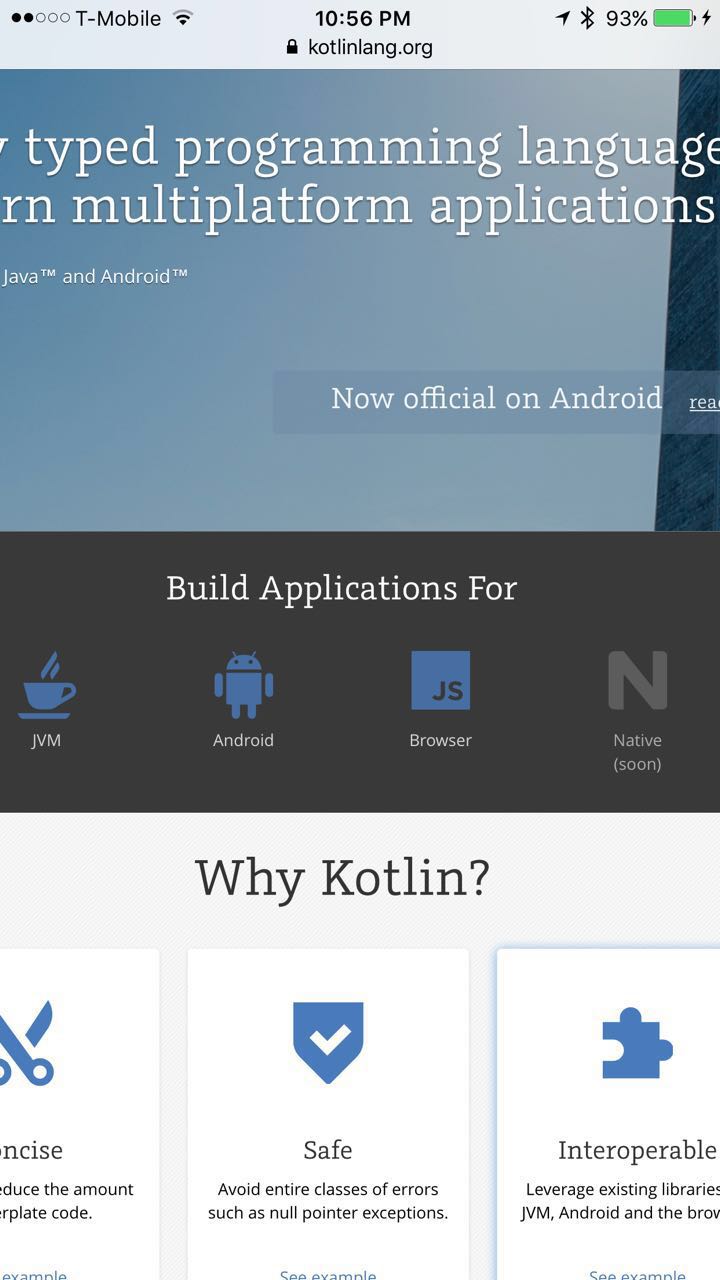 T-Mobile 10:56 PM 93%
kotlinlang.org
typed programming language
rn multiplatform applications
Java™ and Android™
Now official on Android rea
Build Applications For
JS N
JVM Android Browser Native
(soon)
Why Kotlin?
ncise Safe Interoperable
educe the amount Avoid entire classes of errors Leverage existing libraries
erplate code. such as null pointer exceptions. JVM, Android and the brow
example See example See example